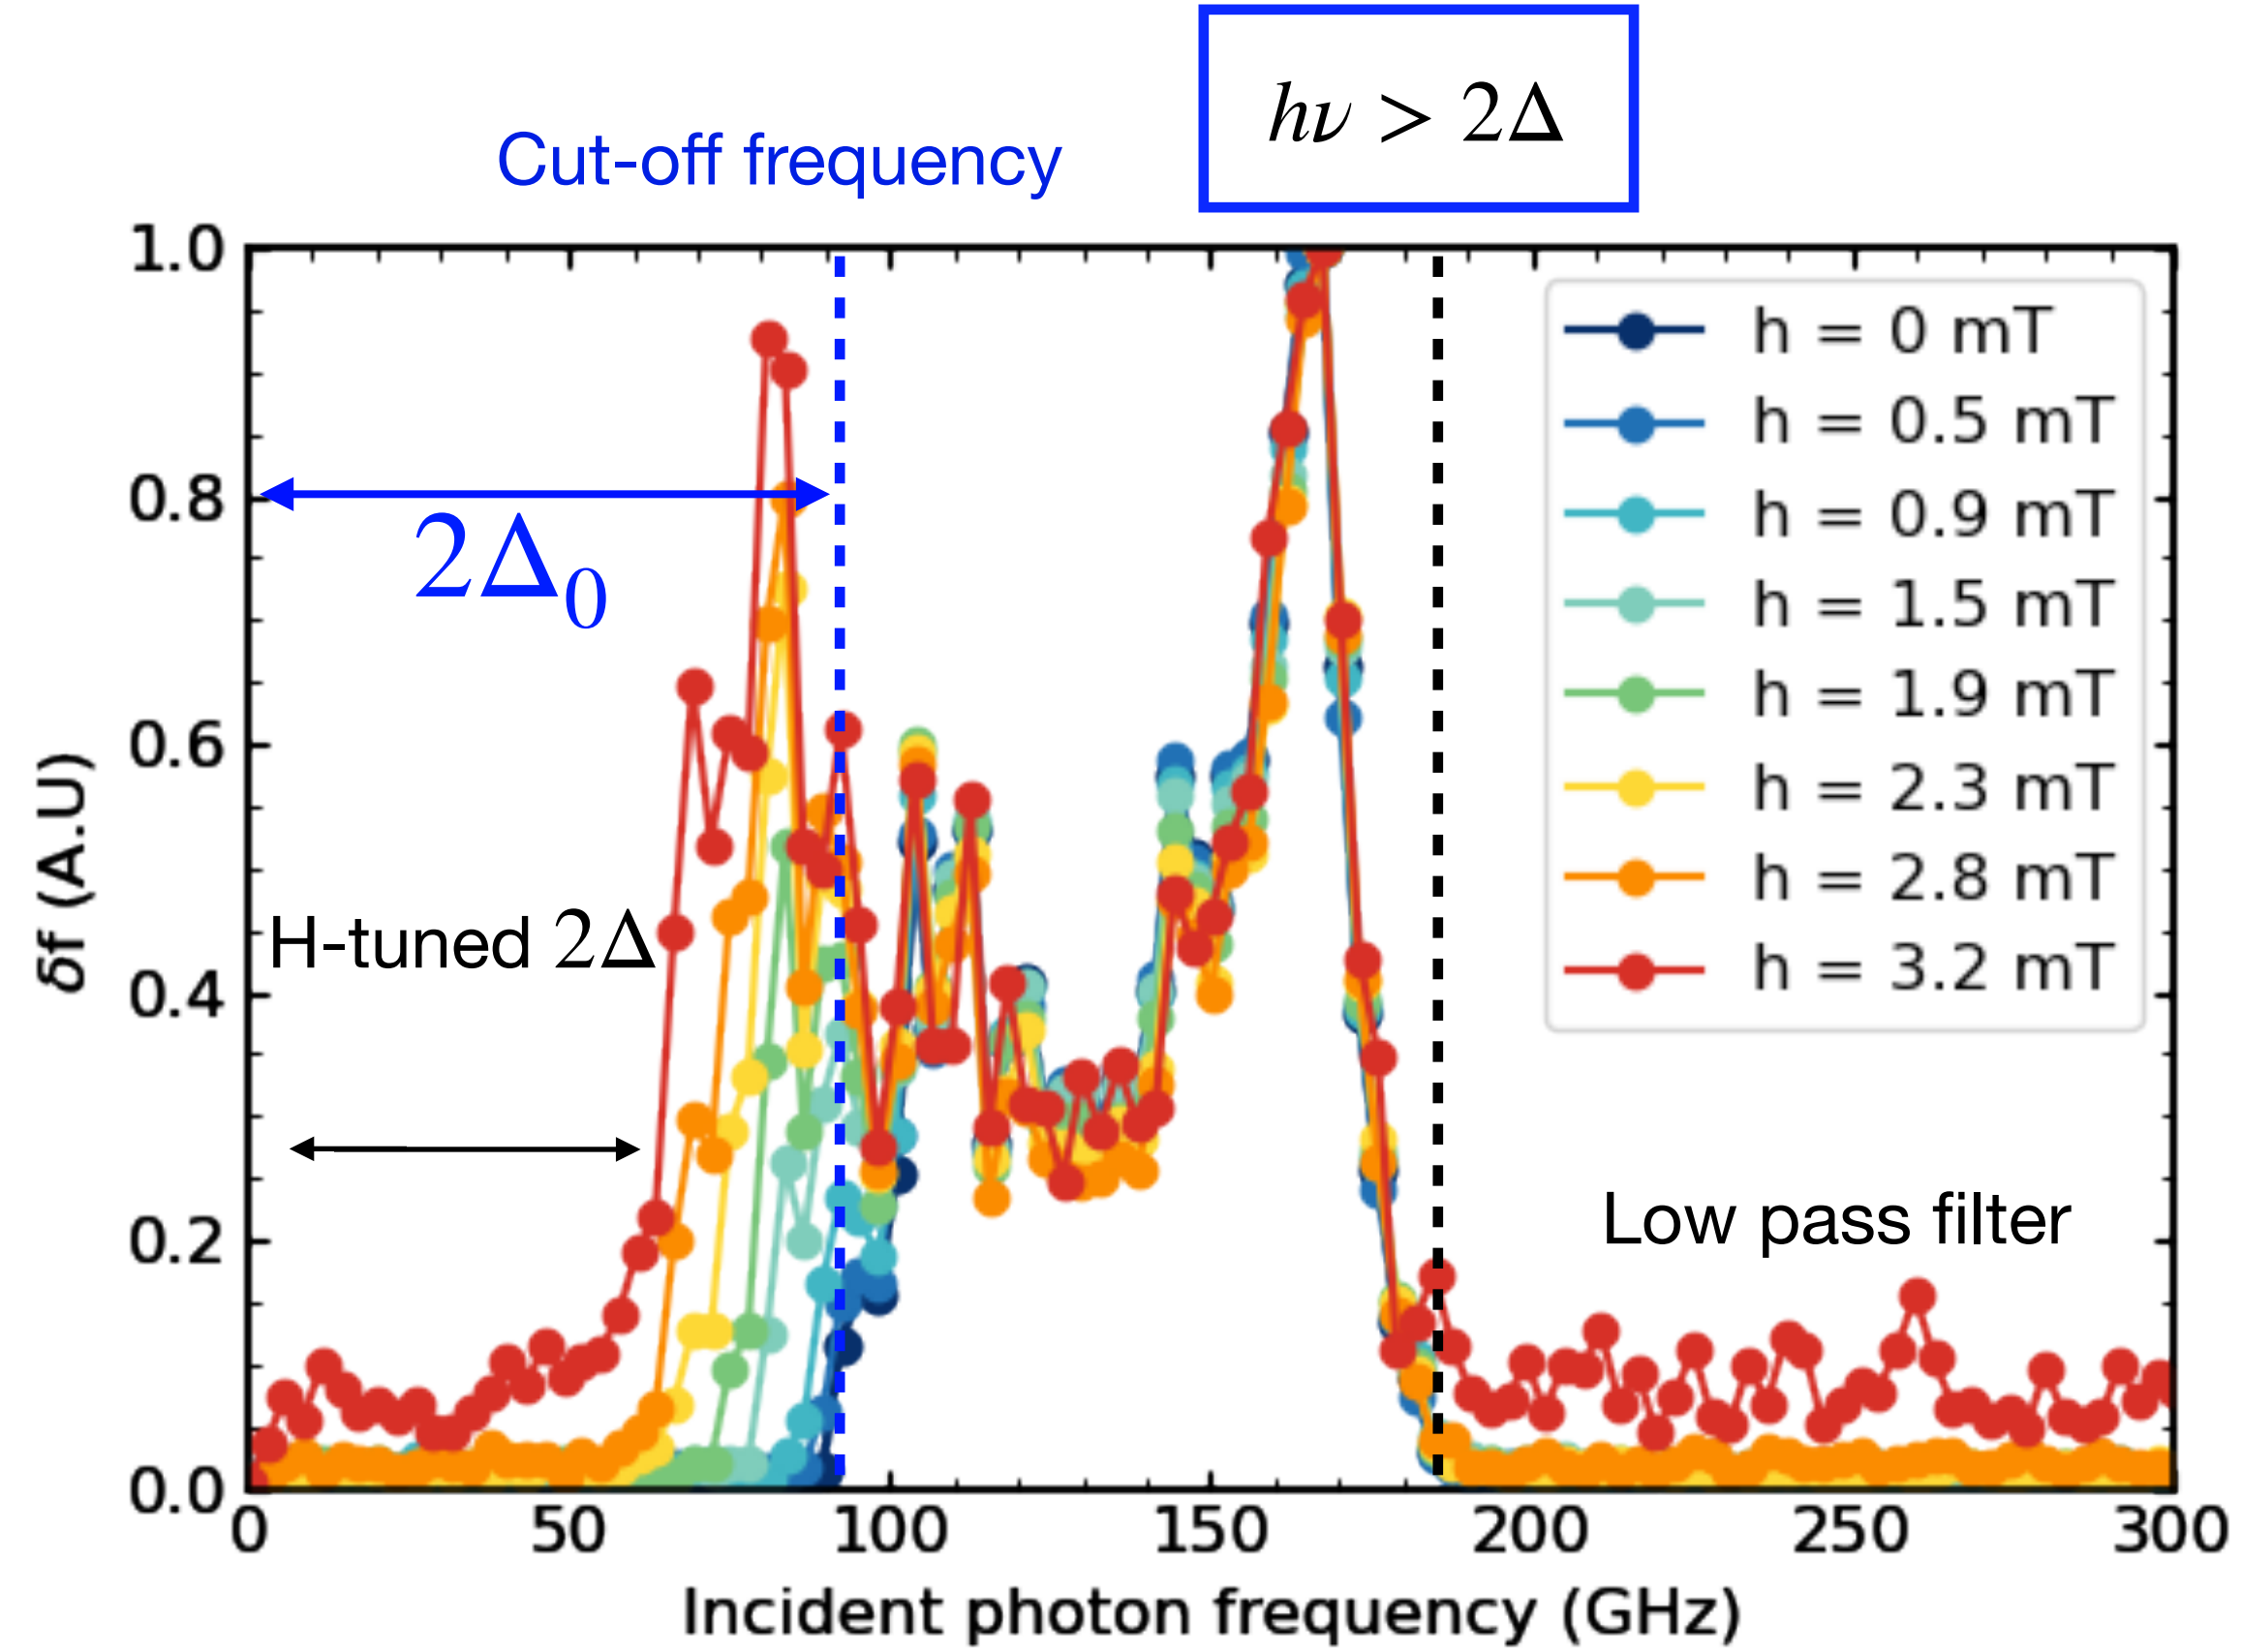 hν > 2Δ
Cut-off frequency
1.0
0.8
0.6
0.4
0.2
0.0
δf (A.U)
2Δ₀
H-tuned 2Δ
h = 0 mT
h = 0.5 mT
h = 0.9 mT
h = 1.5 mT
h = 1.9 mT
h = 2.3 mT
h = 2.8 mT
h = 3.2 mT
Low pass filter
0 50 100 150 200 250 300
Incident photon frequency (GHz)